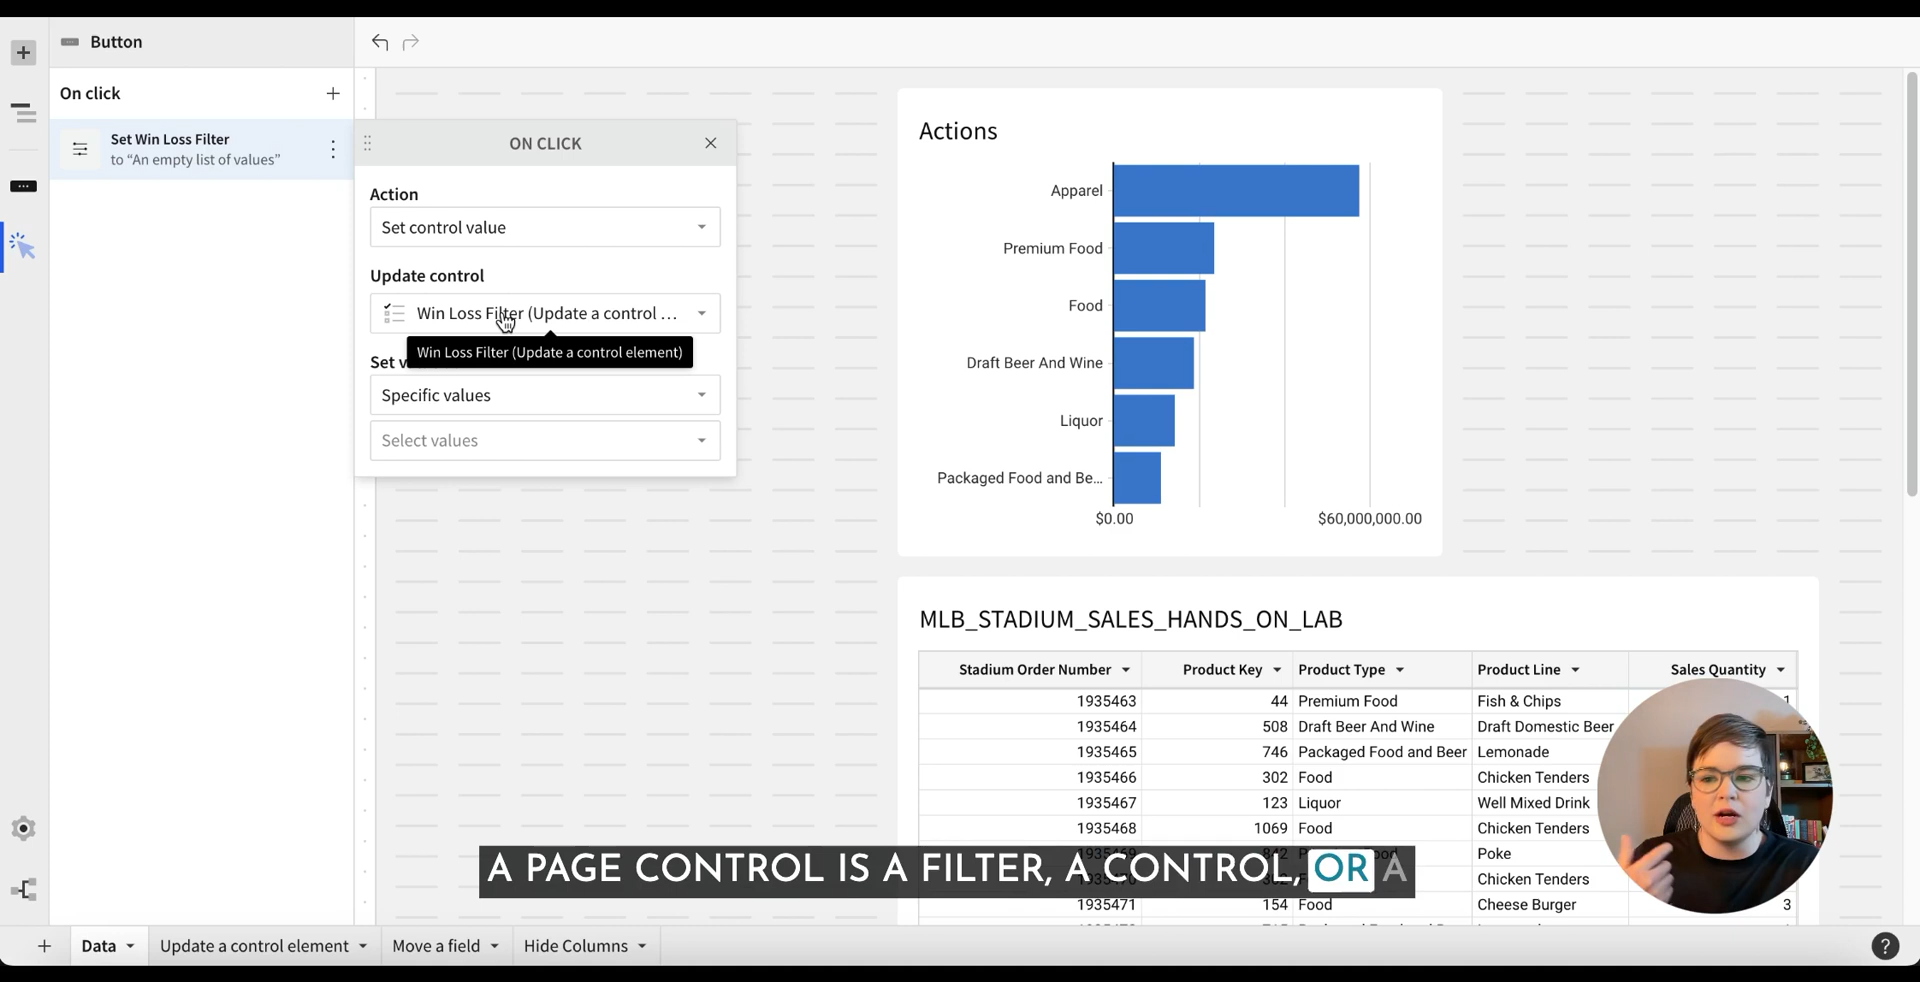 Button
On click
Set Win Loss Filter
to “An empty list of values”
ON CLICK
Action
Set control value
Update control
Win Loss Filter (Update a control …
Win Loss Filter (Update a control element)
Set v
Specific values
Select values
Actions
Apparel
Premium Food
Food
Draft Beer And Wine
Liquor
Packaged Food and Be…
$0.00 $60,000,000.00
MLB_STADIUM_SALES_HANDS_ON_LAB
Stadium Order Number Product Key Product Type Product Line Sales Quantity
1935463 44 Premium Food Fish & Chips 1
1935464 508 Draft Beer And Wine Draft Domestic Beer
1935465 746 Packaged Food and Beer Lemonade
1935466 302 Food Chicken Tenders
1935467 123 Liquor Well Mixed Drink
1935468 1069 Food Chicken Tenders
Poke
Chicken Tenders
A PAGE CONTROL IS A FILTER, A CONTROL, OR A
1935471 154 Food Cheese Burger 3
Data Update a control element Move a field Hide Columns
?